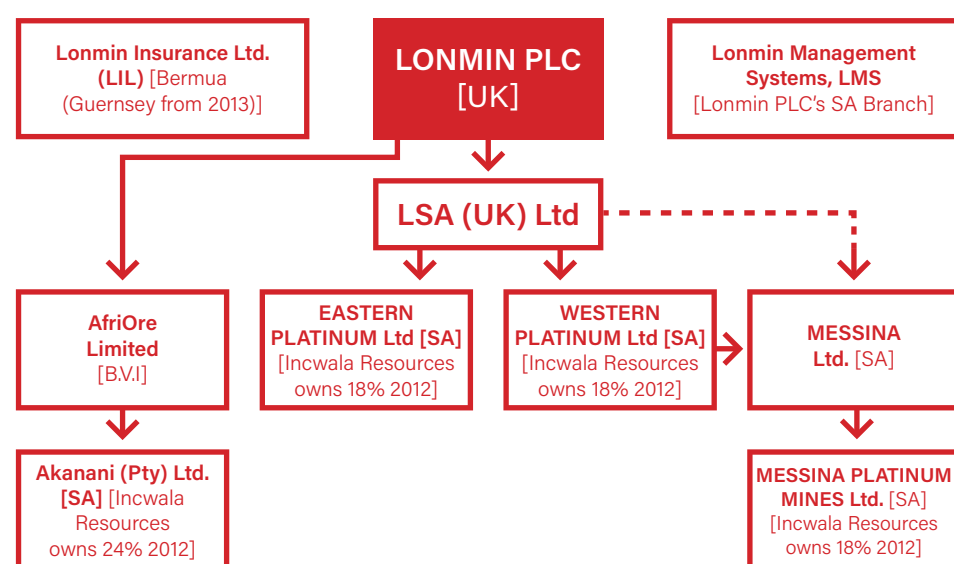 Lonmin Insurance Ltd.
(LIL) [Bermua
(Guernsey from 2013)]
LONMIN PLC
[UK]
Lonmin Management
Systems, LMS
[Lonmin PLC's SA Branch]
LSA (UK) Ltd
AfriOre
Limited
[B.V.I]
EASTERN
PLATINUM Ltd [SA]
[Incwala Resources
owns 18% 2012]
WESTERN
PLATINUM Ltd [SA]
[Incwala Resources
owns 18% 2012]
MESSINA
Ltd. [SA]
Akanani (Pty) Ltd.
[SA] [Incwala
Resources
owns 24% 2012]
MESSINA PLATINUM
MINES Ltd. [SA]
[Incwala Resources
owns 18% 2012]